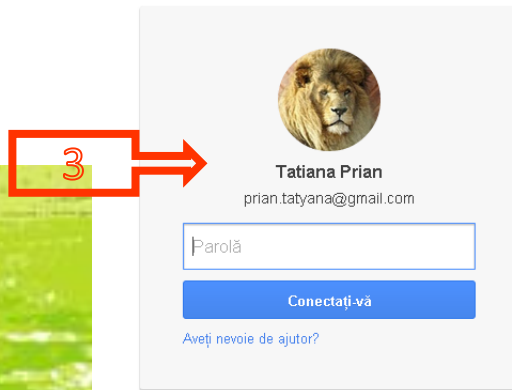 3
Tatiana Prian
prian.tatyana@gmail.com
Parolă
Conectați-vă
Aveți nevoie de ajutor?